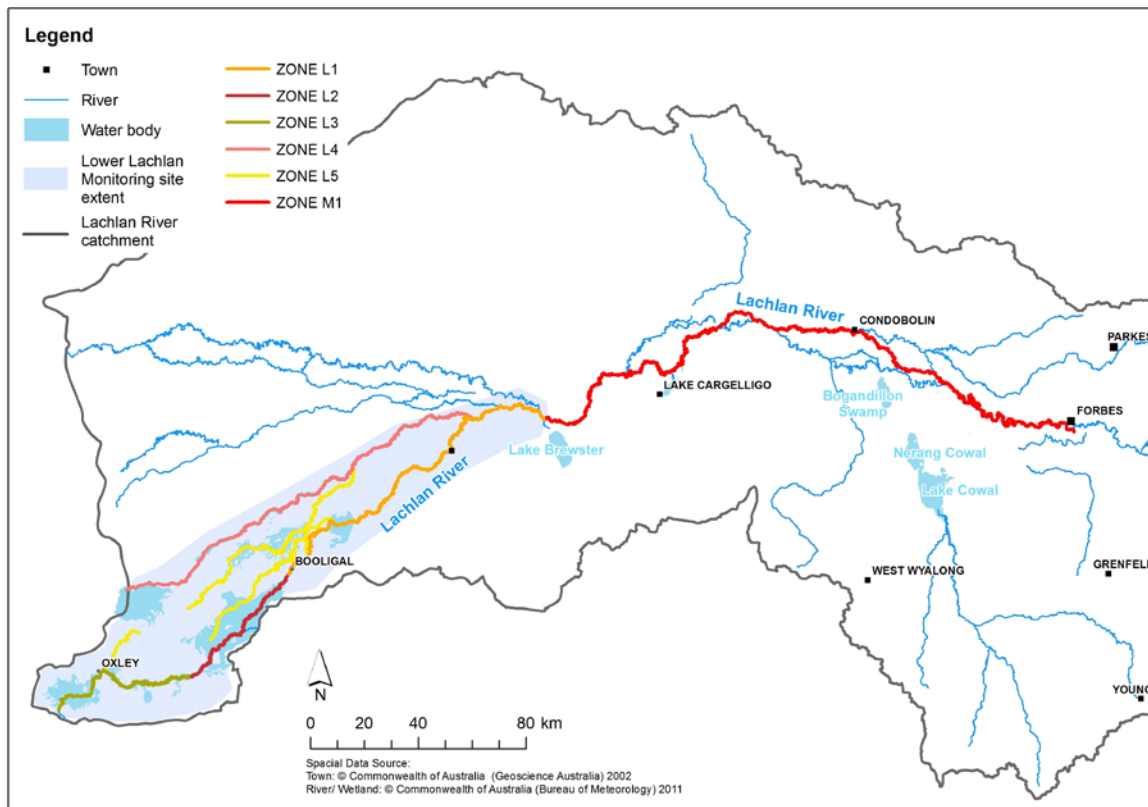 Legend
Town
River
Water body
Lower Lachlan
Monitoring site
extent
Lachlan River
catchment
ZONE L1
ZONE L2
ZONE L3
ZONE L4
ZONE L5
ZONE M1
Lachlan River
CONDOBOLIN
PARKES
LAKE CARGELLIGO
Bogandillon
Swamp
FORBES
Lake Brewster
Nerang Cowal
Lake Cowal
Lachlan River
BOOLIGAL
WEST WYALONG
GRENFELL
OXLEY
YOUNG
N
0 20 40 80 km
Spacial Data Source:
Town: © Commonwealth of Australia (Geoscience Australia) 2002
River/ Wetland: © Commonwealth of Australia (Bureau of Meteorology) 2011